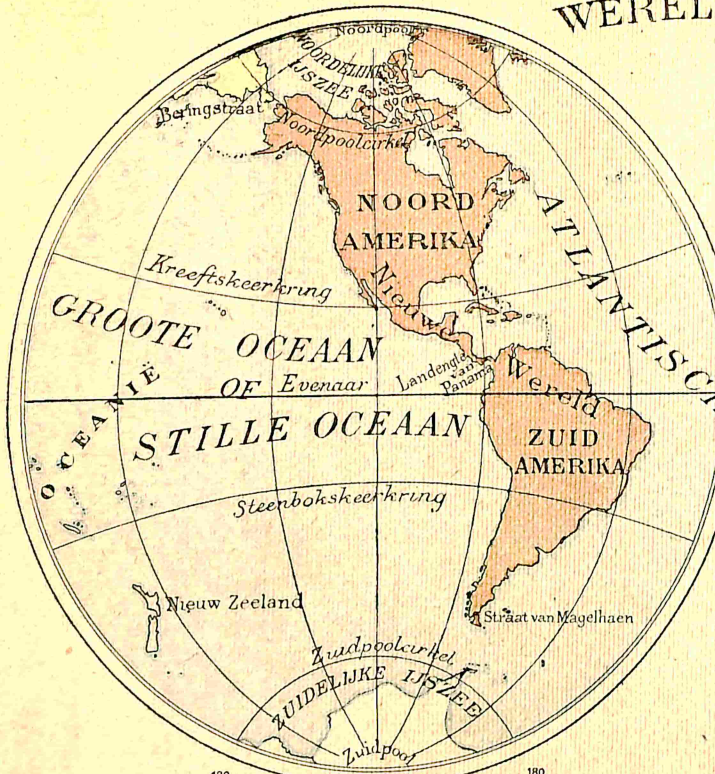 WEREL
Noordpool
NOORDELIJKE
IJSZEE
Beringstraat
Noordpoolcirkel
NOORD
AMERIKA
ATLANTISCH
Kreeftskeerkring
Nieuwe
GROOTE OCEAAN
OF Evenaar
Landengte
van
Panama
Wereld
OCEANIË
STILLE OCEAAN
ZUID
AMERIKA
Steenbokskeerkring
Nieuw Zeeland
Straat van Magelhaen
Zuidpoolcirkel
ZUIDELIJKE IJSZEE
Zuidpool
180